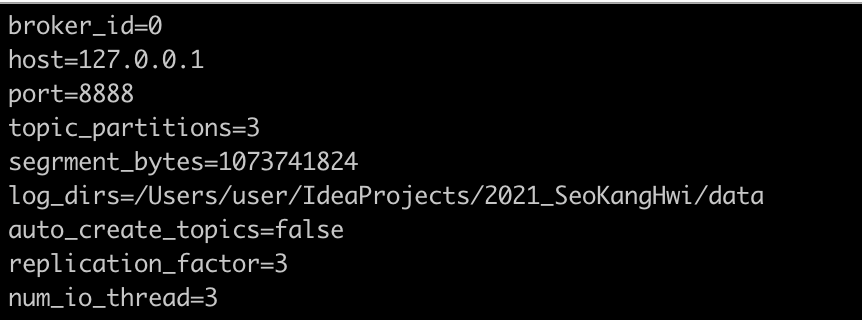 broker_id=0
host=127.0.0.1
port=8888
topic_partitions=3
segrment_bytes=1073741824
log_dirs=/Users/user/IdeaProjects/2021_SeoKangHwi/data
auto_create_topics=false
replication_factor=3
num_io_thread=3